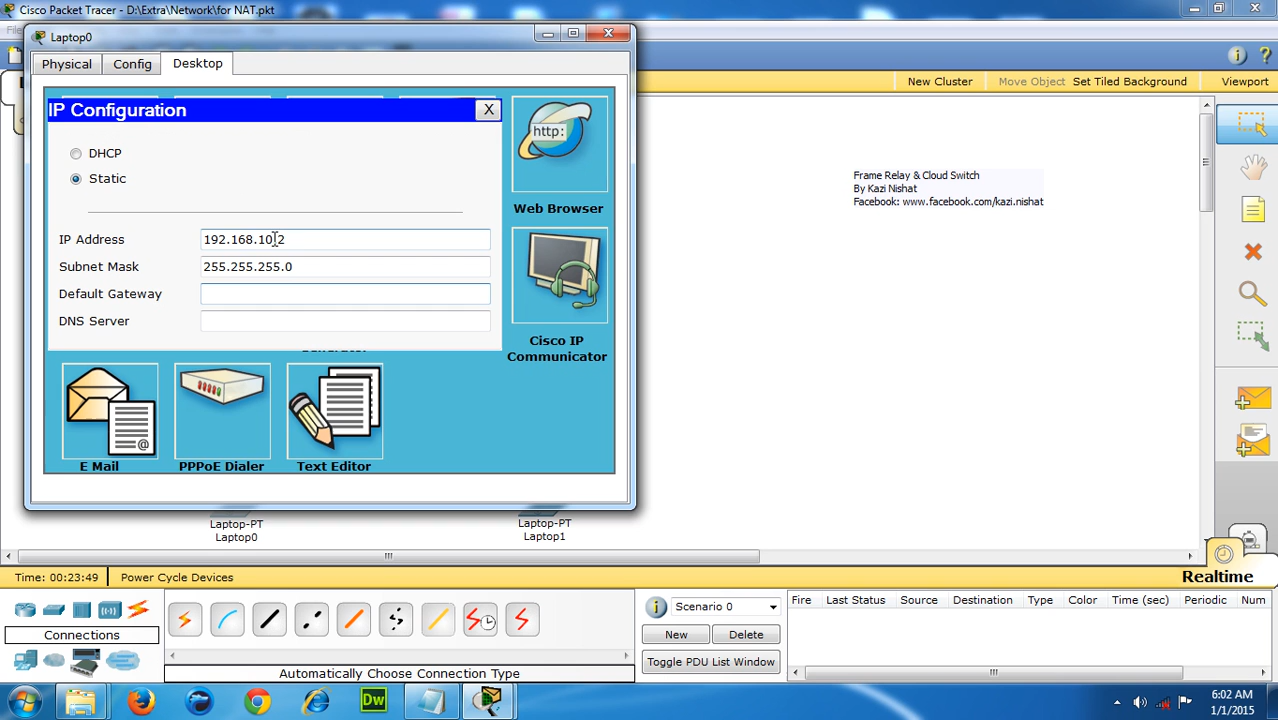 Cisco Packet Tracer - D:\Extra\Network\for NAT.pkt
Laptop0
Physical
Config
Desktop
New Cluster
Move Object
Set Tiled Background
Viewport
IP Configuration
X
DHCP
Static
IP Address
192.168.10.2
Subnet Mask
255.255.255.0
Default Gateway
DNS Server
http:
Web Browser
Cisco IP
Communicator
E Mail
PPPoE Dialer
Text Editor
Frame Relay & Cloud Switch
By Kazi Nishat
Facebook: www.facebook.com/kazi.nishat
Laptop-PT
Laptop0
Laptop-PT
Laptop1
Time: 00:23:49
Power Cycle Devices
Realtime
Connections
Automatically Choose Connection Type
Scenario 0
New
Delete
Toggle PDU List Window
Fire
Last Status
Source
Destination
Type
Color
Time (sec)
Periodic
Num
Dw
6:02 AM
1/1/2015